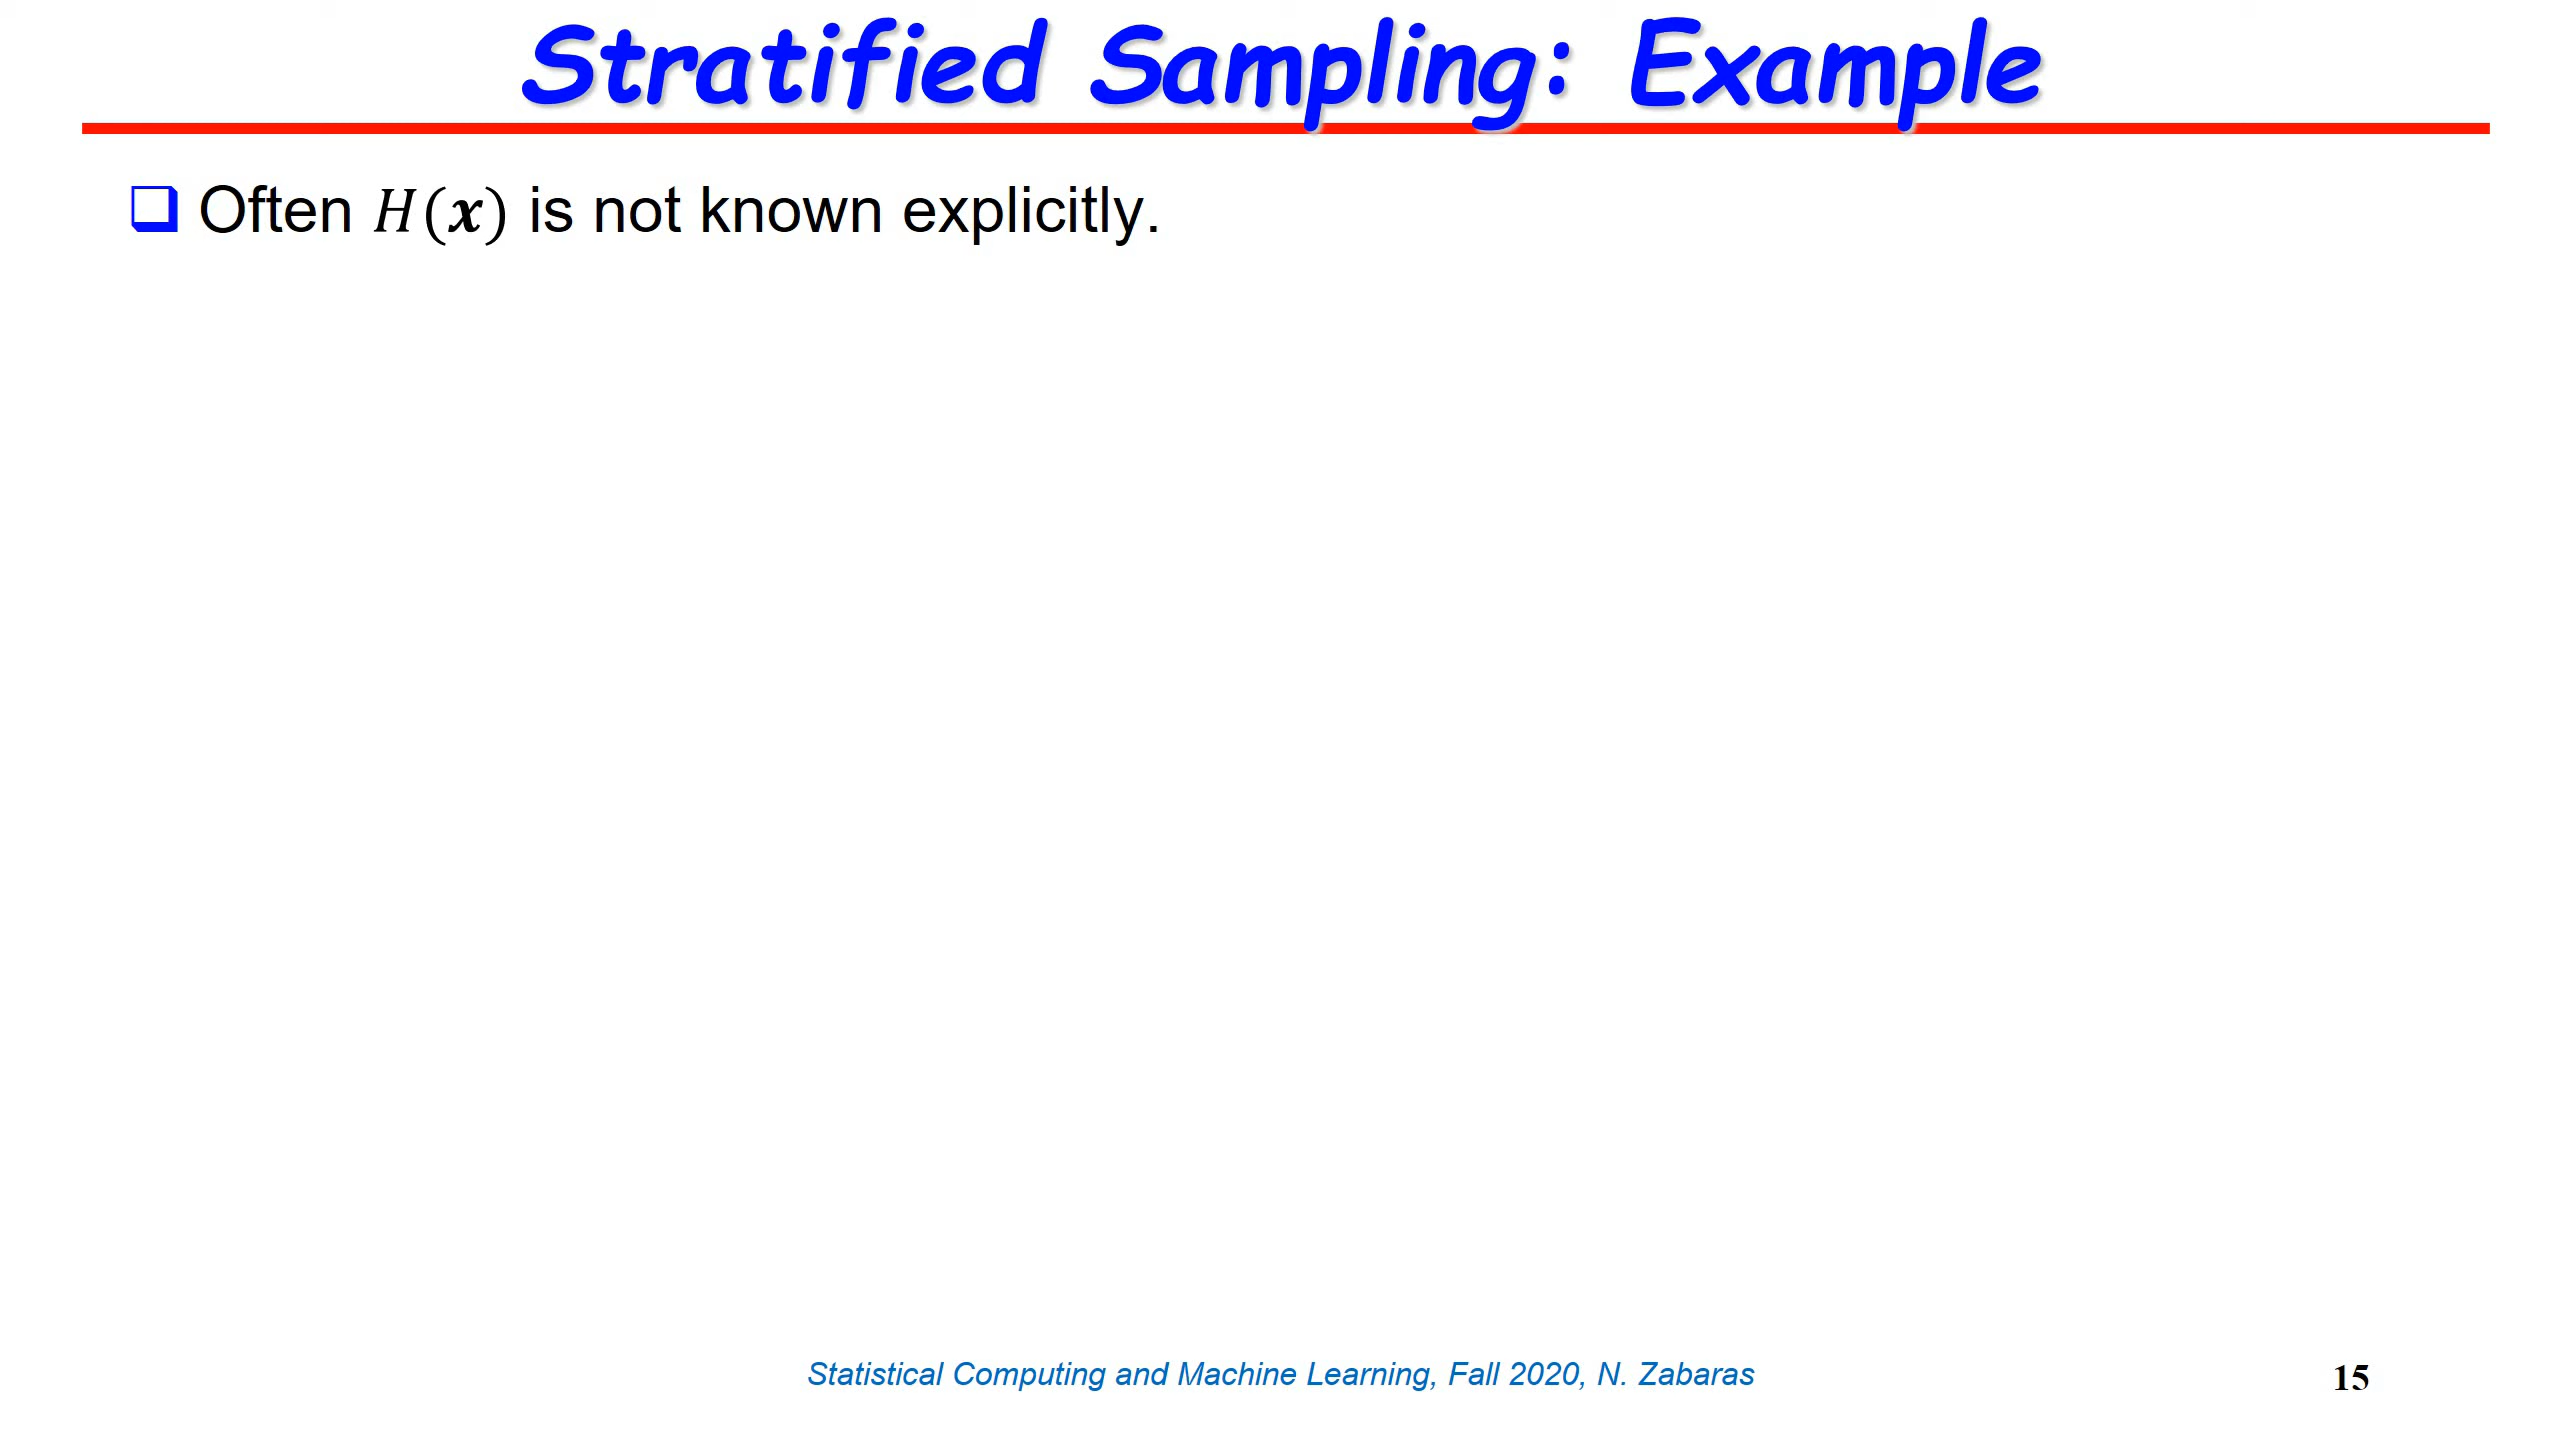 Stratified Sampling: Example
❑ Often H(x) is not known explicitly.
Statistical Computing and Machine Learning, Fall 2020, N. Zabaras
15